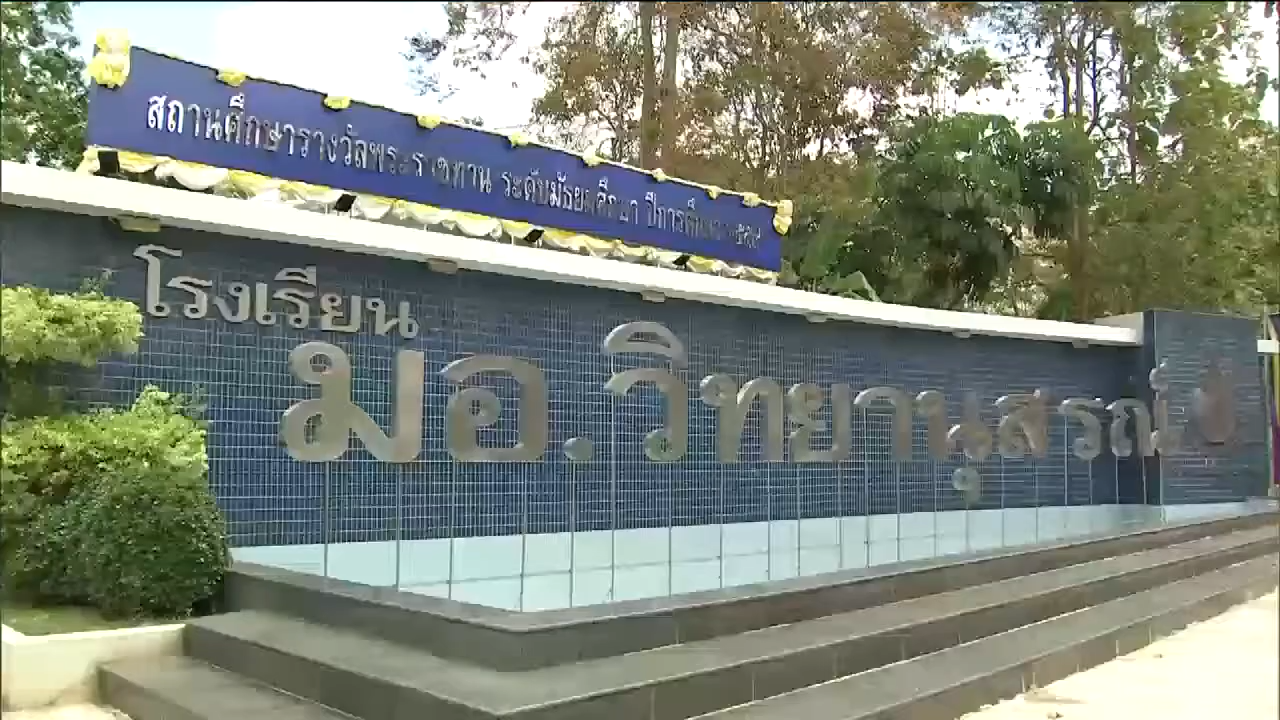 สถานศึกษารางวัลพระราชทาน ระดับมัธยมศึกษา ปีการศึกษา
โรงเรียน
มอ.วิทยานุสรณ์